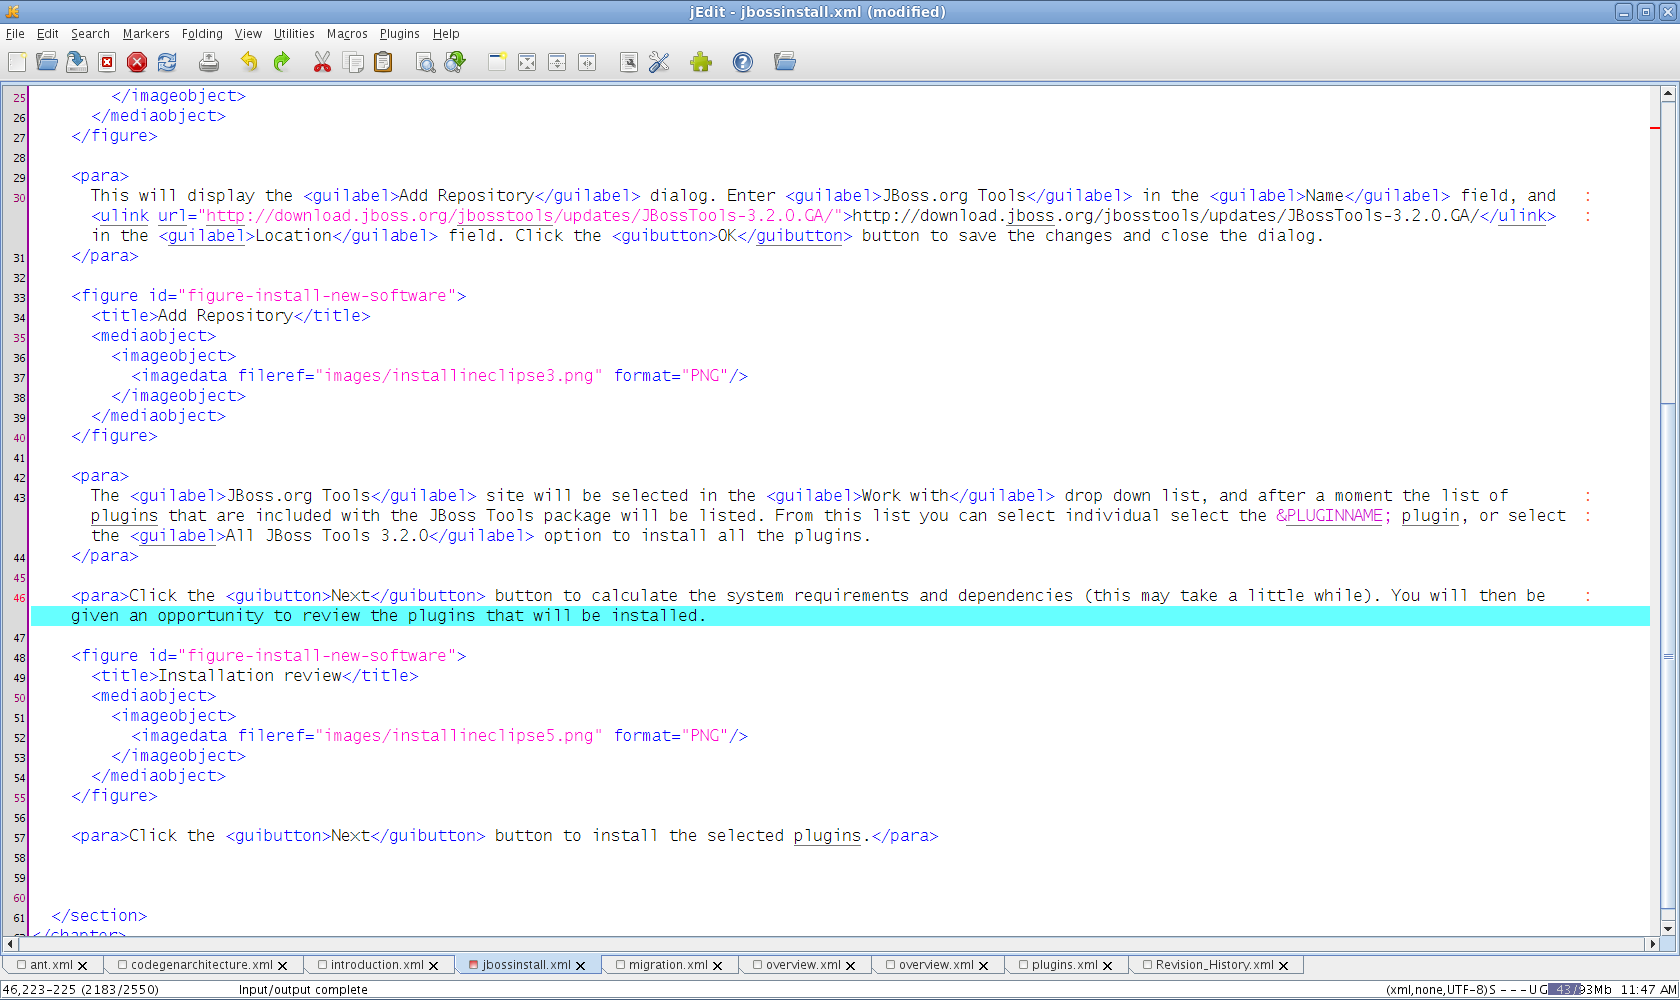 jEdit - jbossinstall.xml (modified)
File Edit Search Markers Folding View Utilities Macros Plugins Help
25 </imageobject>
26 </mediaobject>
27 </figure>
28
29 <para>
30 This will display the <guilabel>Add Repository</guilabel> dialog. Enter <guilabel>JBoss.org Tools</guilabel> in the <guilabel>Name</guilabel> field, and :
<ulink url="http://download.jboss.org/jbosstools/updates/JBossTools-3.2.0.GA/">http://download.jboss.org/jbosstools/updates/JBossTools-3.2.0.GA/</ulink> :
in the <guilabel>Location</guilabel> field. Click the <guibutton>OK</guibutton> button to save the changes and close the dialog.
31 </para>
32
33 <figure id="figure-install-new-software">
34 <title>Add Repository</title>
35 <mediaobject>
36 <imageobject>
37 <imagedata fileref="images/installineclipse3.png" format="PNG"/>
38 </imageobject>
39 </mediaobject>
40 </figure>
41
42 <para>
43 The <guilabel>JBoss.org Tools</guilabel> site will be selected in the <guilabel>Work with</guilabel> drop down list, and after a moment the list of :
plugins that are included with the JBoss Tools package will be listed. From this list you can select individual select the &PLUGINNAME; plugin, or select :
the <guilabel>All JBoss Tools 3.2.0</guilabel> option to install all the plugins.
44 </para>
45
46 <para>Click the <guibutton>Next</guibutton> button to calculate the system requirements and dependencies (this may take a little while). You will then be :
given an opportunity to review the plugins that will be installed.
47
48 <figure id="figure-install-new-software">
49 <title>Installation review</title>
50 <mediaobject>
51 <imageobject>
52 <imagedata fileref="images/installineclipse5.png" format="PNG"/>
53 </imageobject>
54 </mediaobject>
55 </figure>
56
57 <para>Click the <guibutton>Next</guibutton> button to install the selected plugins.</para>
58
59
60
61 </section>
</chapter>
ant.xml codegenarchitecture.xml introduction.xml jbossinstall.xml migration.xml overview.xml overview.xml plugins.xml Revision_History.xml
46,223-225 (2183/2550) Input/output complete (xml,none,UTF-8)S - - - U G 43/93Mb 11:47 AM